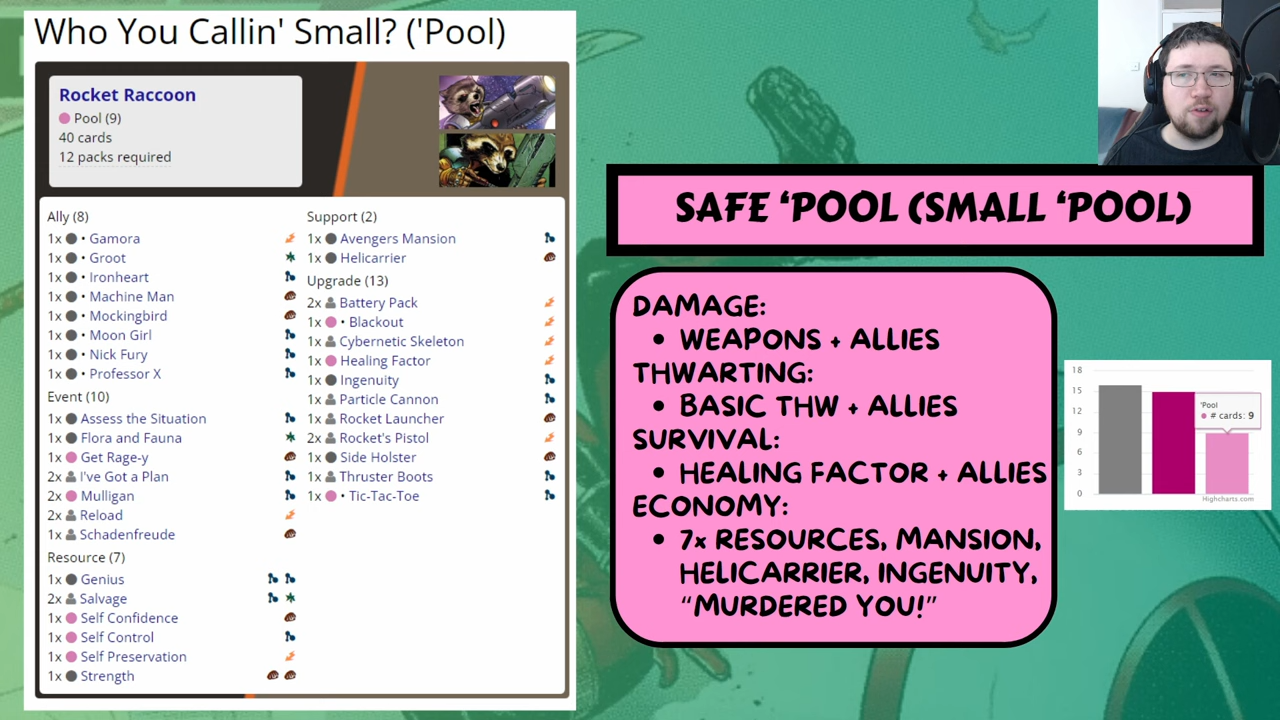 Who You Callin' Small? ('Pool)
Rocket Raccoon
Pool (9)
40 cards
12 packs required
Ally (8)
1x • Gamora
1x • Groot
1x • Ironheart
1x • Machine Man
1x • Mockingbird
1x • Moon Girl
1x • Nick Fury
1x • Professor X
Event (10)
1x Assess the Situation
1x Flora and Fauna
1x Get Rage-y
2x I've Got a Plan
2x Mulligan
2x Reload
1x Schadenfreude
Resource (7)
1x Genius
2x Salvage
1x Self Confidence
1x Self Control
1x Self Preservation
1x Strength
Support (2)
1x Avengers Mansion
1x Helicarrier
Upgrade (13)
2x Battery Pack
1x • Blackout
1x Cybernetic Skeleton
1x Healing Factor
1x Ingenuity
1x Particle Cannon
1x Rocket Launcher
2x Rocket's Pistol
1x Side Holster
1x Thruster Boots
1x • Tic-Tac-Toe
SAFE ‘POOL (SMALL ‘POOL)
DAMAGE:
• WEAPONS + ALLIES
THWARTING:
• BASIC THW + ALLIES
SURVIVAL:
• HEALING FACTOR + ALLIES
ECONOMY:
• 7x RESOURCES, MANSION,
HELICARRIER, INGENUITY,
“MURDERED YOU!”
18
15
12
9
6
3
0
'Pool
# cards: 9
Highcharts.com